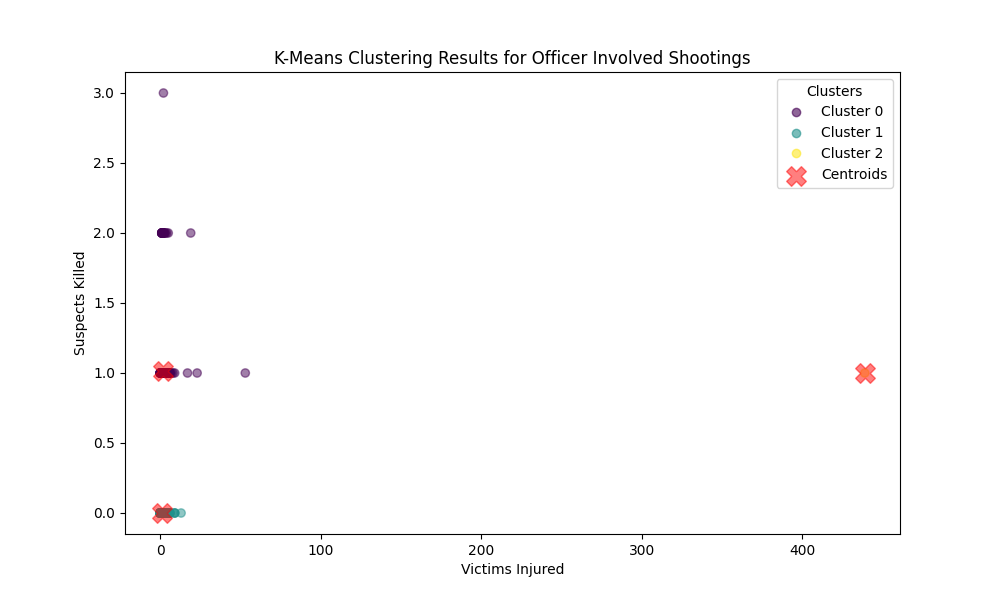 K-Means Clustering Results for Officer Involved Shootings
Clusters
Cluster 0
Cluster 1
Cluster 2
Centroids
Suspects Killed
3.0
2.5
2.0
1.5
1.0
0.5
0.0
0
100
200
300
400
Victims Injured